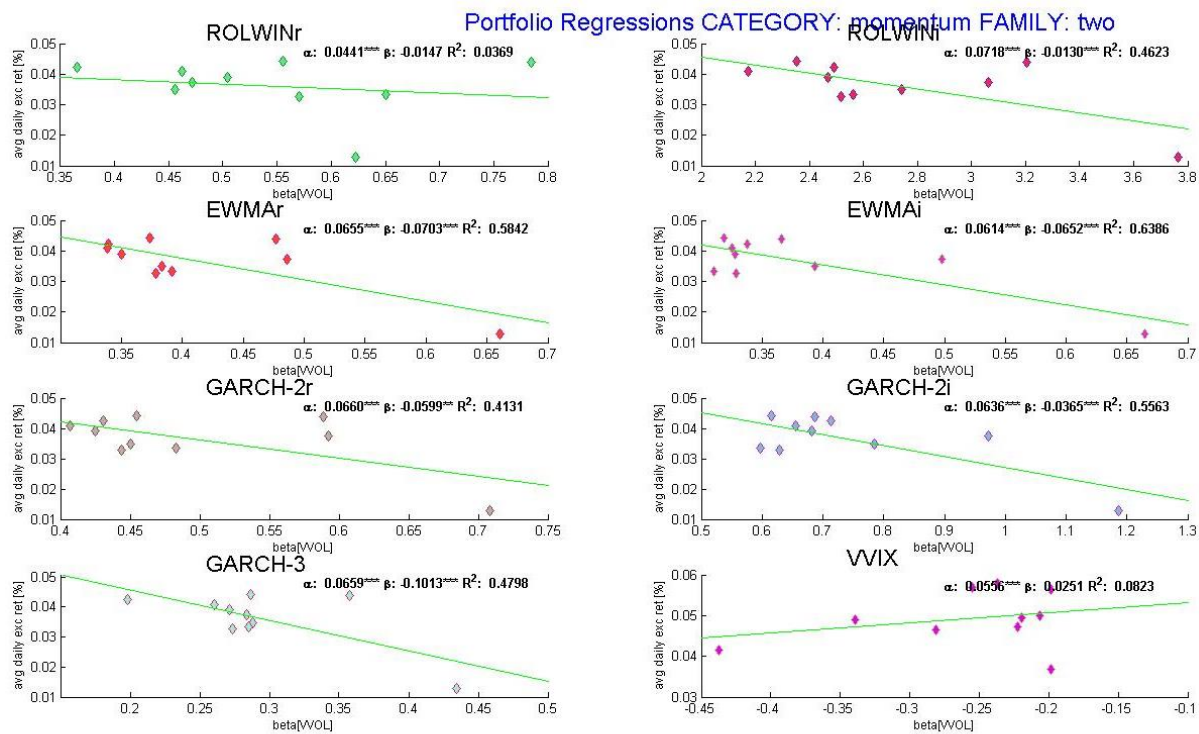 Portfolio Regressions CATEGORY: momentum FAMILY: two
ROLWINr
α: 0.0441*** β: -0.0147 R²: 0.0369
avg daily exc ret [%]
0.05
0.04
0.03
0.02
0.01
0.35 0.4 0.45 0.5 0.55 0.6 0.65 0.7 0.75 0.8
beta[VVOL]
ROLWINi
α: 0.0718*** β: -0.0130*** R²: 0.4623
avg daily exc ret [%]
0.05
0.04
0.03
0.02
0.01
2 2.2 2.4 2.6 2.8 3 3.2 3.4 3.6 3.8
beta[VVOL]
EWMAr
α: 0.0655*** β: -0.0703*** R²: 0.5842
avg daily exc ret [%]
0.05
0.04
0.03
0.02
0.01
0.35 0.4 0.45 0.5 0.55 0.6 0.65 0.7
beta[VVOL]
EWMAi
α: 0.0614*** β: -0.0652*** R²: 0.6386
avg daily exc ret [%]
0.05
0.04
0.03
0.02
0.01
0.35 0.4 0.45 0.5 0.55 0.6 0.65 0.7
beta[VVOL]
GARCH-2r
α: 0.0660*** β: -0.0599** R²: 0.4131
avg daily exc ret [%]
0.05
0.04
0.03
0.02
0.01
0.4 0.45 0.5 0.55 0.6 0.65 0.7 0.75
beta[VVOL]
GARCH-2i
α: 0.0636*** β: -0.0365*** R²: 0.5563
avg daily exc ret [%]
0.05
0.04
0.03
0.02
0.01
0.5 0.6 0.7 0.8 0.9 1 1.1 1.2 1.3
beta[VVOL]
GARCH-3
α: 0.0659*** β: -0.1013*** R²: 0.4798
avg daily exc ret [%]
0.05
0.04
0.03
0.02
0.01
0.2 0.25 0.3 0.35 0.4 0.45 0.5
beta[VVOL]
VVIX
α: 0.0556*** β: 0.0251 R²: 0.0823
avg daily exc ret [%]
0.06
0.05
0.04
0.03
-0.45 -0.4 -0.35 -0.3 -0.25 -0.2 -0.15 -0.1
beta[VVOL]